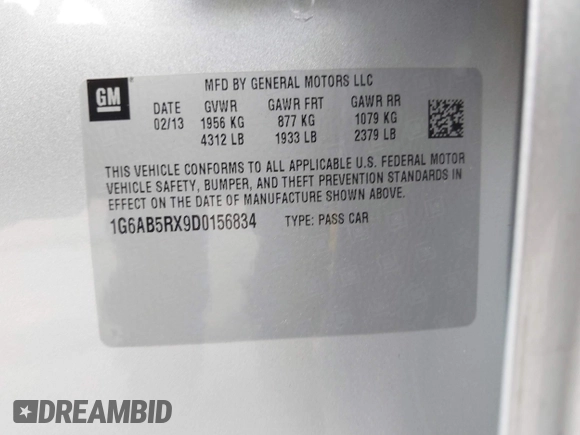 GM
MFD BY GENERAL MOTORS LLC
DATE GVWR GAWR FRT GAWR RR
02/13 1956 KG 877 KG 1079 KG
4312 LB 1933 LB 2379 LB
THIS VEHICLE CONFORMS TO ALL APPLICABLE U.S. FEDERAL MOTOR
VEHICLE SAFETY, BUMPER, AND THEFT PREVENTION STANDARDS IN
EFFECT ON THE DATE OF MANUFACTURE SHOWN ABOVE.
1G6AB5RX9D0156834 TYPE: PASS CAR
DREAMBID